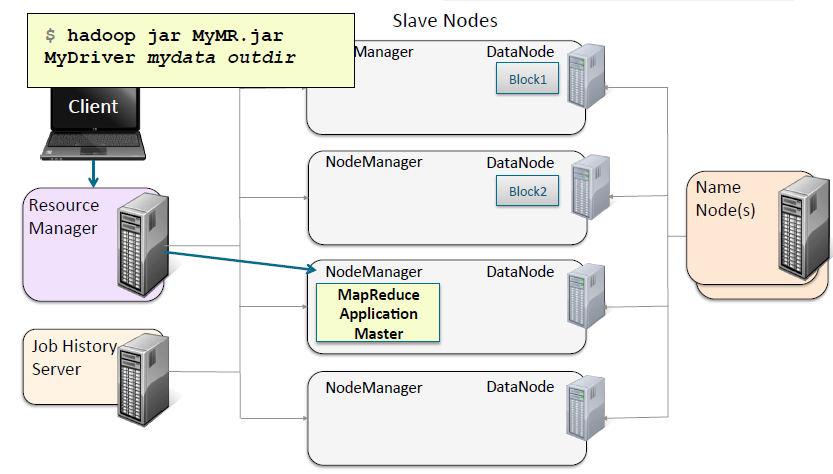 Slave Nodes
$ hadoop jar MyMR.jar
MyDriver mydata outdir
Manager
DataNode
Block1
Client
NodeManager
DataNode
Block2
Resource
Manager
Name
Node(s)
NodeManager
DataNode
MapReduce
Application
Master
Job History
Server
NodeManager
DataNode